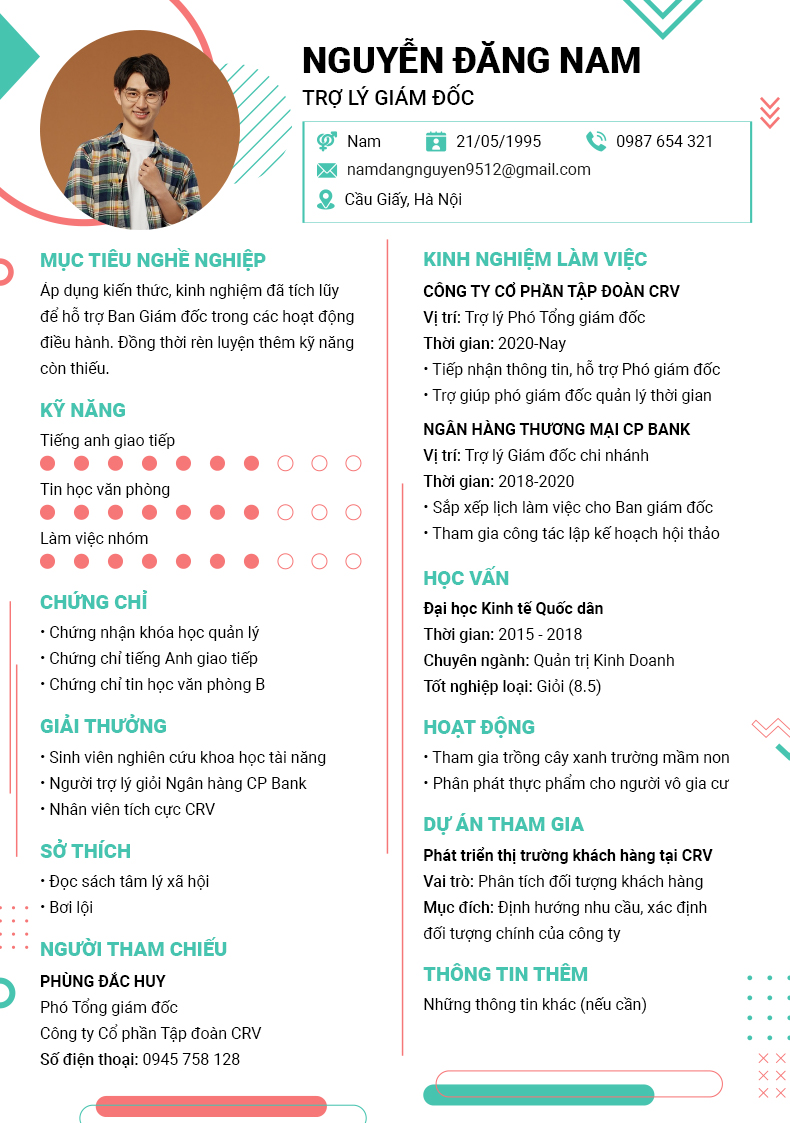 NGUYỄN ĐĂNG NAM
TRỢ LÝ GIÁM ĐỐC
Nam 21/05/1995 0987 654 321
namdangnguyen9512@gmail.com
Cầu Giấy, Hà Nội
MỤC TIÊU NGHỀ NGHIỆP
Áp dụng kiến thức, kinh nghiệm đã tích lũy
để hỗ trợ Ban Giám đốc trong các hoạt động
điều hành. Đồng thời rèn luyện thêm kỹ năng
còn thiếu.
KỸ NĂNG
Tiếng anh giao tiếp
Tin học văn phòng
Làm việc nhóm
CHỨNG CHỈ
• Chứng nhận khóa học quản lý
• Chứng chỉ tiếng Anh giao tiếp
• Chứng chỉ tin học văn phòng B
GIẢI THƯỞNG
• Sinh viên nghiên cứu khoa học tài năng
• Người trợ lý giỏi Ngân hàng CP Bank
• Nhân viên tích cực CRV
SỞ THÍCH
• Đọc sách tâm lý xã hội
• Bơi lội
NGƯỜI THAM CHIẾU
PHÙNG ĐẮC HUY
Phó Tổng giám đốc
Công ty Cổ phần Tập đoàn CRV
Số điện thoại: 0945 758 128
KINH NGHIỆM LÀM VIỆC
CÔNG TY CỔ PHẦN TẬP ĐOÀN CRV
Vị trí: Trợ lý Phó Tổng giám đốc
Thời gian: 2020-Nay
• Tiếp nhận thông tin, hỗ trợ Phó giám đốc
• Trợ giúp phó giám đốc quản lý thời gian
NGÂN HÀNG THƯƠNG MẠI CP BANK
Vị trí: Trợ lý Giám đốc chi nhánh
Thời gian: 2018-2020
• Sắp xếp lịch làm việc cho Ban giám đốc
• Tham gia công tác lập kế hoạch hội thảo
HỌC VẤN
Đại học Kinh tế Quốc dân
Thời gian: 2015 - 2018
Chuyên ngành: Quản trị Kinh Doanh
Tốt nghiệp loại: Giỏi (8.5)
HOẠT ĐỘNG
• Tham gia trồng cây xanh trường mầm non
• Phân phát thực phẩm cho người vô gia cư
DỰ ÁN THAM GIA
Phát triển thị trường khách hàng tại CRV
Vai trò: Phân tích đối tượng khách hàng
Mục đích: Định hướng nhu cầu, xác định
đối tượng chính của công ty
THÔNG TIN THÊM
Những thông tin khác (nếu cần)